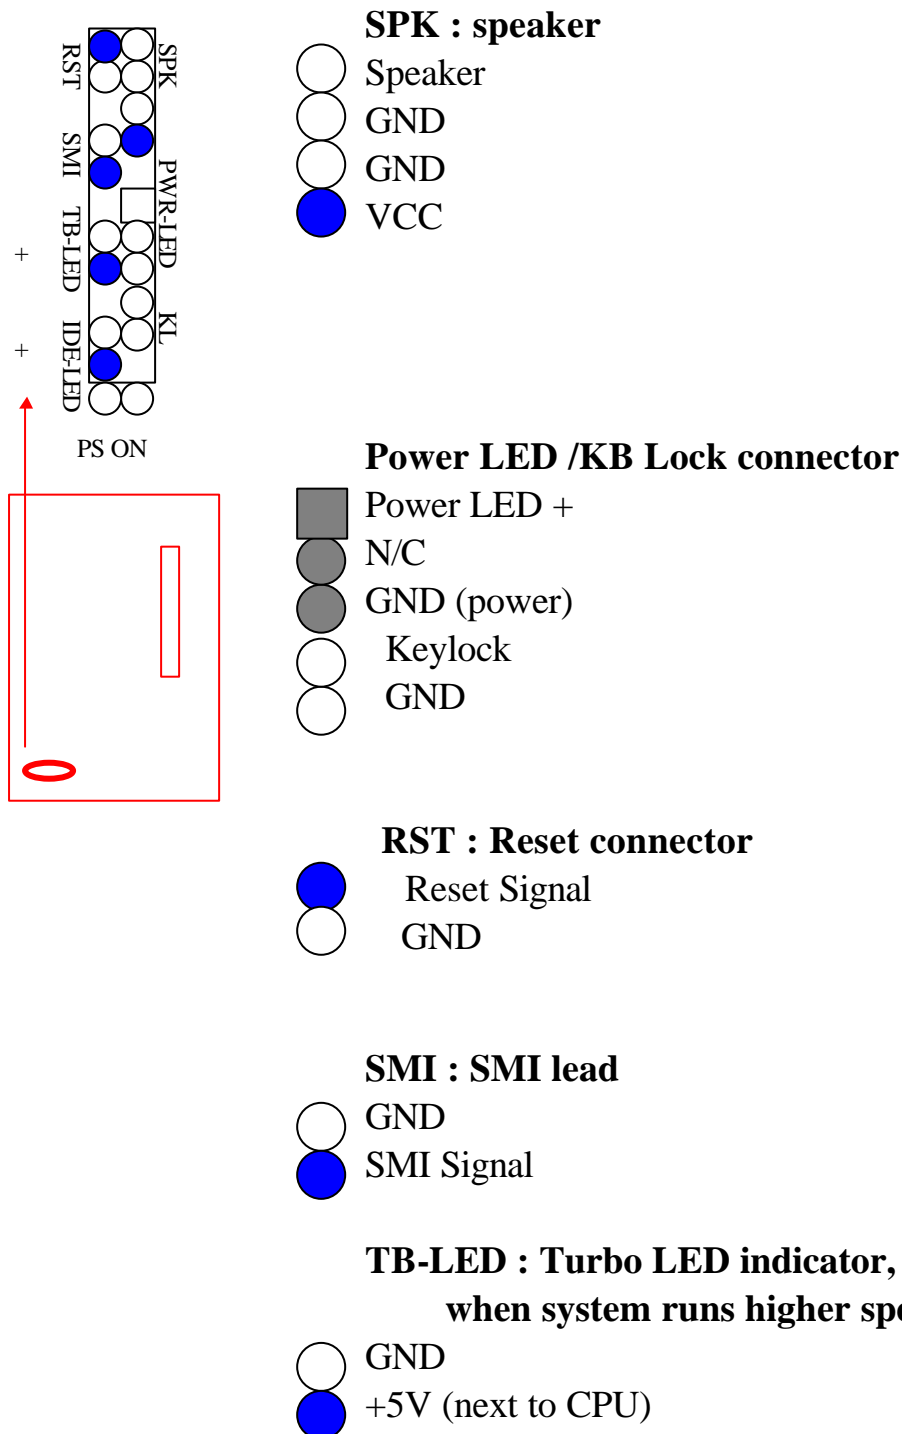 RST
SMI
TB-LED
IDE-LED
SPK
PWR-LED
KL
+
+
PS ON
SPK : speaker
Speaker
GND
GND
VCC
Power LED /KB Lock connector
Power LED +
N/C
GND (power)
Keylock
GND
RST : Reset connector
Reset Signal
GND
SMI : SMI lead
GND
SMI Signal
TB-LED : Turbo LED indicator,
when system runs higher
GND
+5V (next to CPU)